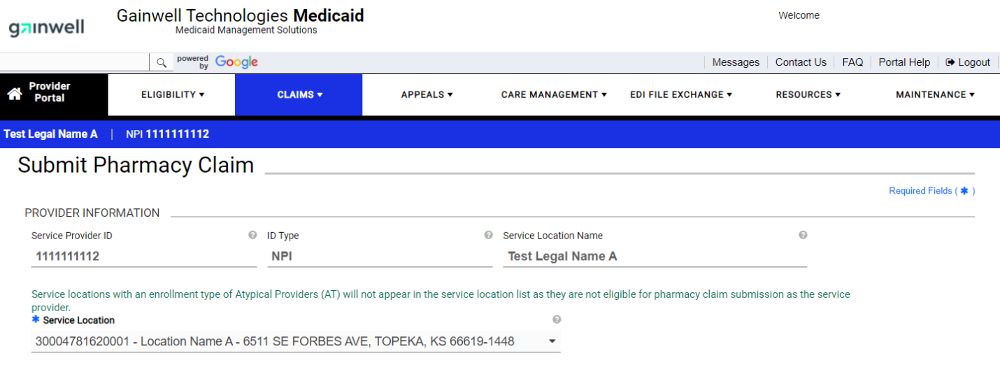 gainwell
Gainwell Technologies Medicaid
Medicaid Management Solutions
Welcome
powered by Google
Messages Contact Us FAQ Portal Help Logout
Provider Portal
ELIGIBILITY CLAIMS APPEALS CARE MANAGEMENT EDI FILE EXCHANGE RESOURCES MAINTENANCE
Test Legal Name A | NPI 1111111112
Submit Pharmacy Claim
Required Fields ( * )
PROVIDER INFORMATION
Service Provider ID ID Type Service Location Name
1111111112 NPI Test Legal Name A
Service locations with an enrollment type of Atypical Providers (AT) will not appear in the service location list as they are not eligible for pharmacy claim submission as the service
provider.
* Service Location
30004781620001 - Location Name A - 6511 SE FORBES AVE, TOPEKA, KS 66619-1448